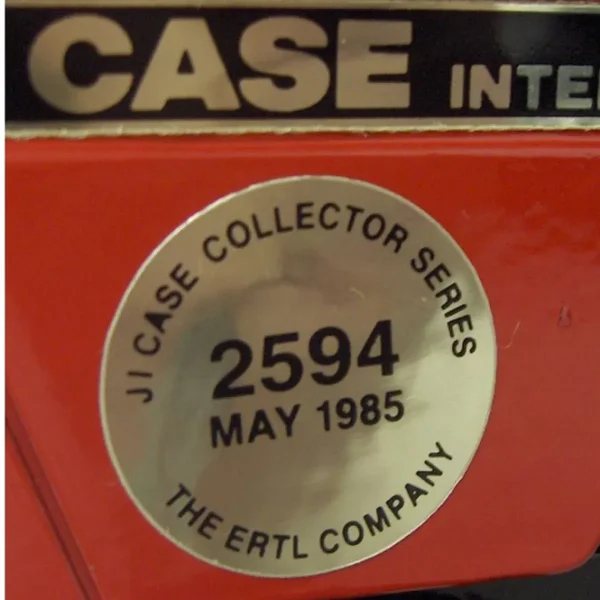 CASE INTE
JI CASE COLLECTOR SERIES
2594
MAY 1985
THE ERTL COMPANY